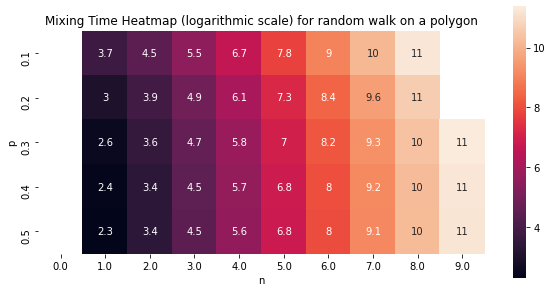 Mixing Time Heatmap (logarithmic scale) for random walk on a polygon
0.1 3.7 4.5 5.5 6.7 7.8 9 10 11
0.2 3 3.9 4.9 6.1 7.3 8.4 9.6 11
0.3 2.6 3.6 4.7 5.8 7 8.2 9.3 10 11
0.4 2.4 3.4 4.5 5.7 6.8 8 9.2 10 11
0.5 2.3 3.4 4.5 5.6 6.8 8 9.1 10 11
p
0.0 1.0 2.0 3.0 4.0 5.0 6.0 7.0 8.0 9.0
n
10
8
6
4